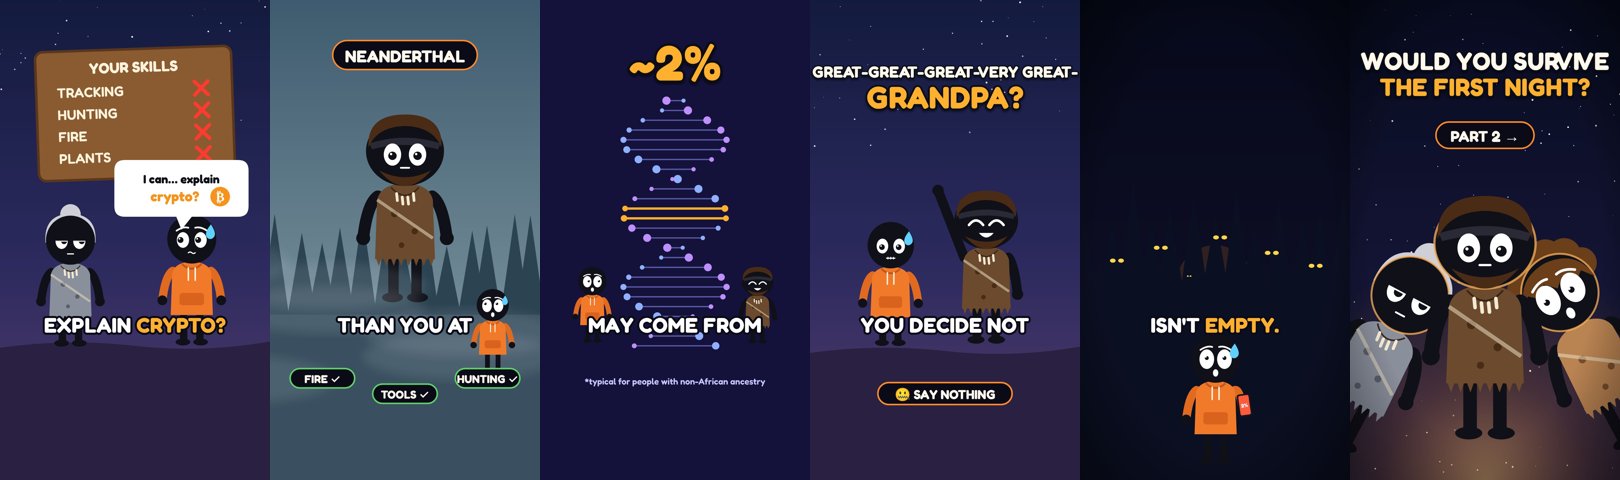 YOUR SKILLS
TRACKING
HUNTING
FIRE
PLANTS
I can... explain
crypto?
EXPLAIN CRYPTO?
NEANDERTHAL
THAN YOU AT
FIRE ✓
TOOLS ✓
HUNTING ✓
~2%
MAY COME FROM
*typical for people with non-African ancestry
GREAT-GREAT-GREAT-VERY GREAT-
GRANDPA?
YOU DECIDE NOT
SAY NOTHING
ISN'T EMPTY.
WOULD YOU SURVIVE
THE FIRST NIGHT?
PART 2 →